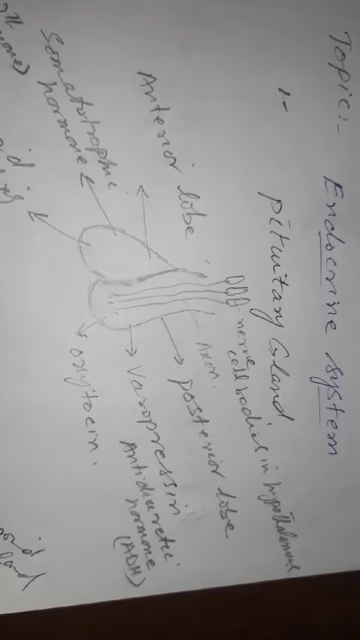 Topic:- Endocrine system
1:-
Pituitary Gland
nerve
cell bodies in hypothalamus
Axon.
Anterior lobe
Posterior lobe
Somatotrophic
hormone
Vasopressin
Antidiuretic
hormone
(ADH)
oxytocin.